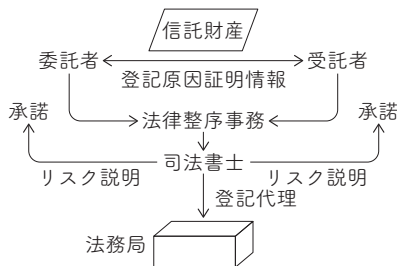 信託財産
委託者
受託者
登記原因証明情報
承諾
法律整序事務
承諾
司法書士
リスク説明
リスク説明
登記代理
法務局